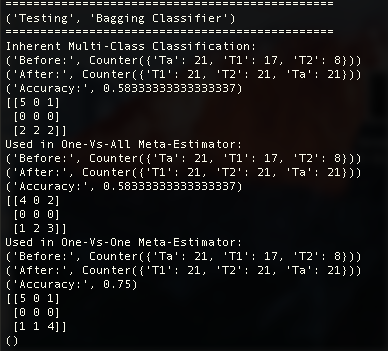 ================================================
('Testing', 'Bagging Classifier')
================================================
Inherent Multi-Class Classification:
('Before:', Counter({'Ta': 21, 'T1': 17, 'T2': 8}))
('After:', Counter({'T1': 21, 'T2': 21, 'Ta': 21}))
('Accuracy:', 0.58333333333333337)
[[5 0 1]
 [0 0 0]
 [2 2 2]]
Used in One-Vs-All Meta-Estimator:
('Before:', Counter({'Ta': 21, 'T1': 17, 'T2': 8}))
('After:', Counter({'T1': 21, 'T2': 21, 'Ta': 21}))
('Accuracy:', 0.58333333333333337)
[[4 0 2]
 [0 0 0]
 [1 2 3]]
Used in One-Vs-One Meta-Estimator:
('Before:', Counter({'Ta': 21, 'T1': 17, 'T2': 8}))
('After:', Counter({'T1': 21, 'T2': 21, 'Ta': 21}))
('Accuracy:', 0.75)
[[5 0 1]
 [0 0 0]
 [1 1 4]]
()